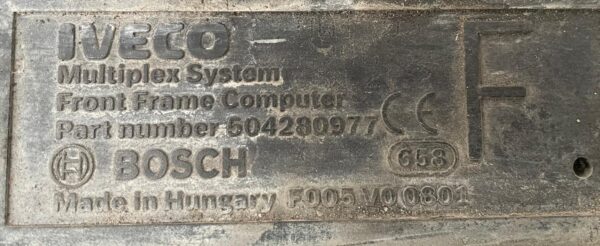 IVECO
Multiplex System
Front Frame Computer
Part number 504280977 CE
BOSCH 658
Made in Hungary F005 V0 0801
F